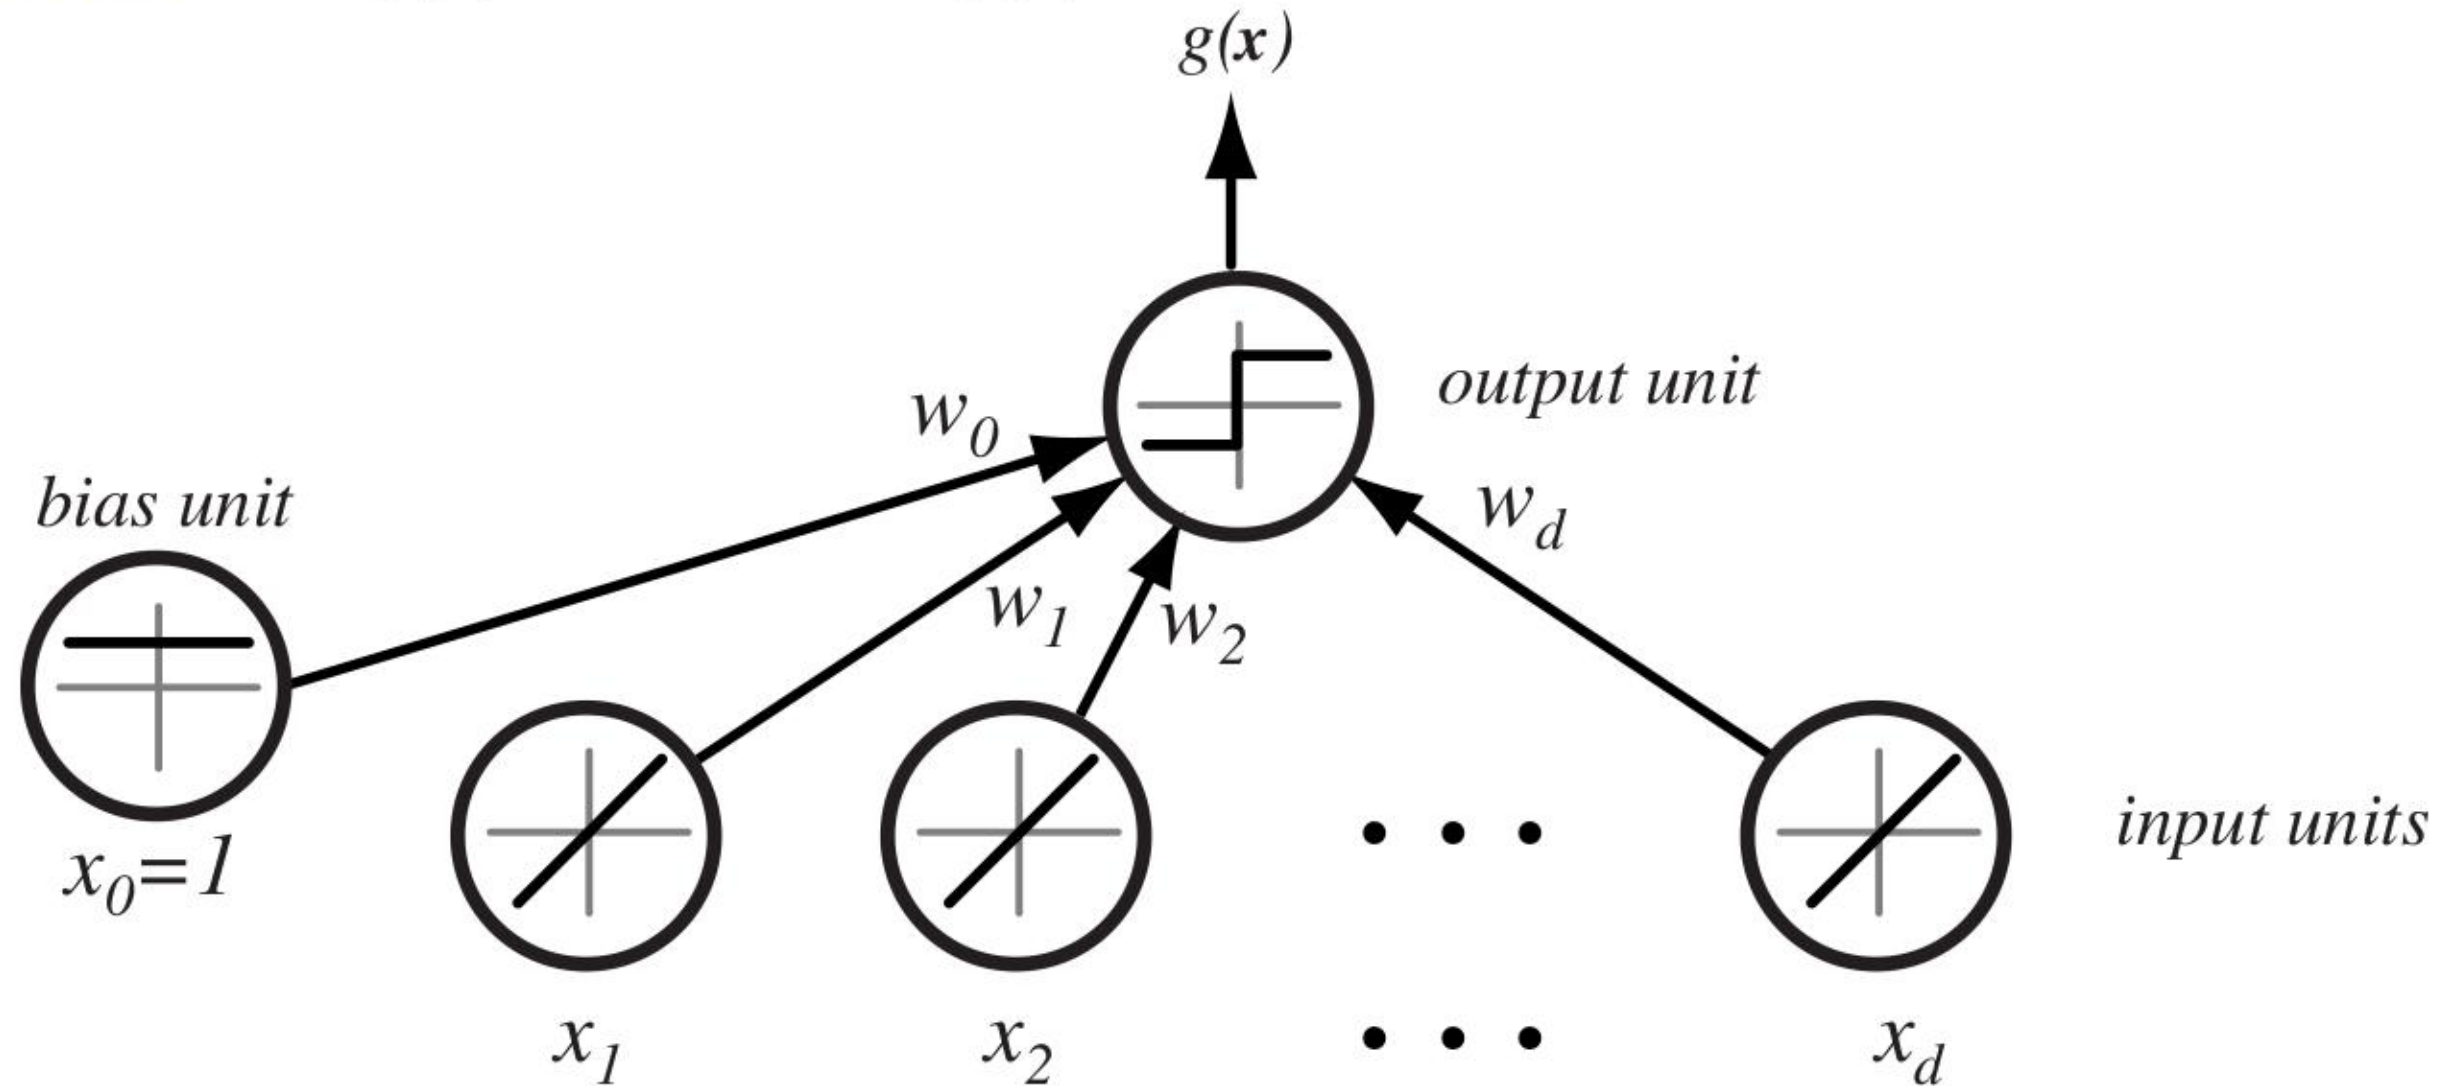 g(x)
output unit
w0
bias unit
wd
w1
w2
x0=1
input units
• • •
x1
x2
• • •
xd